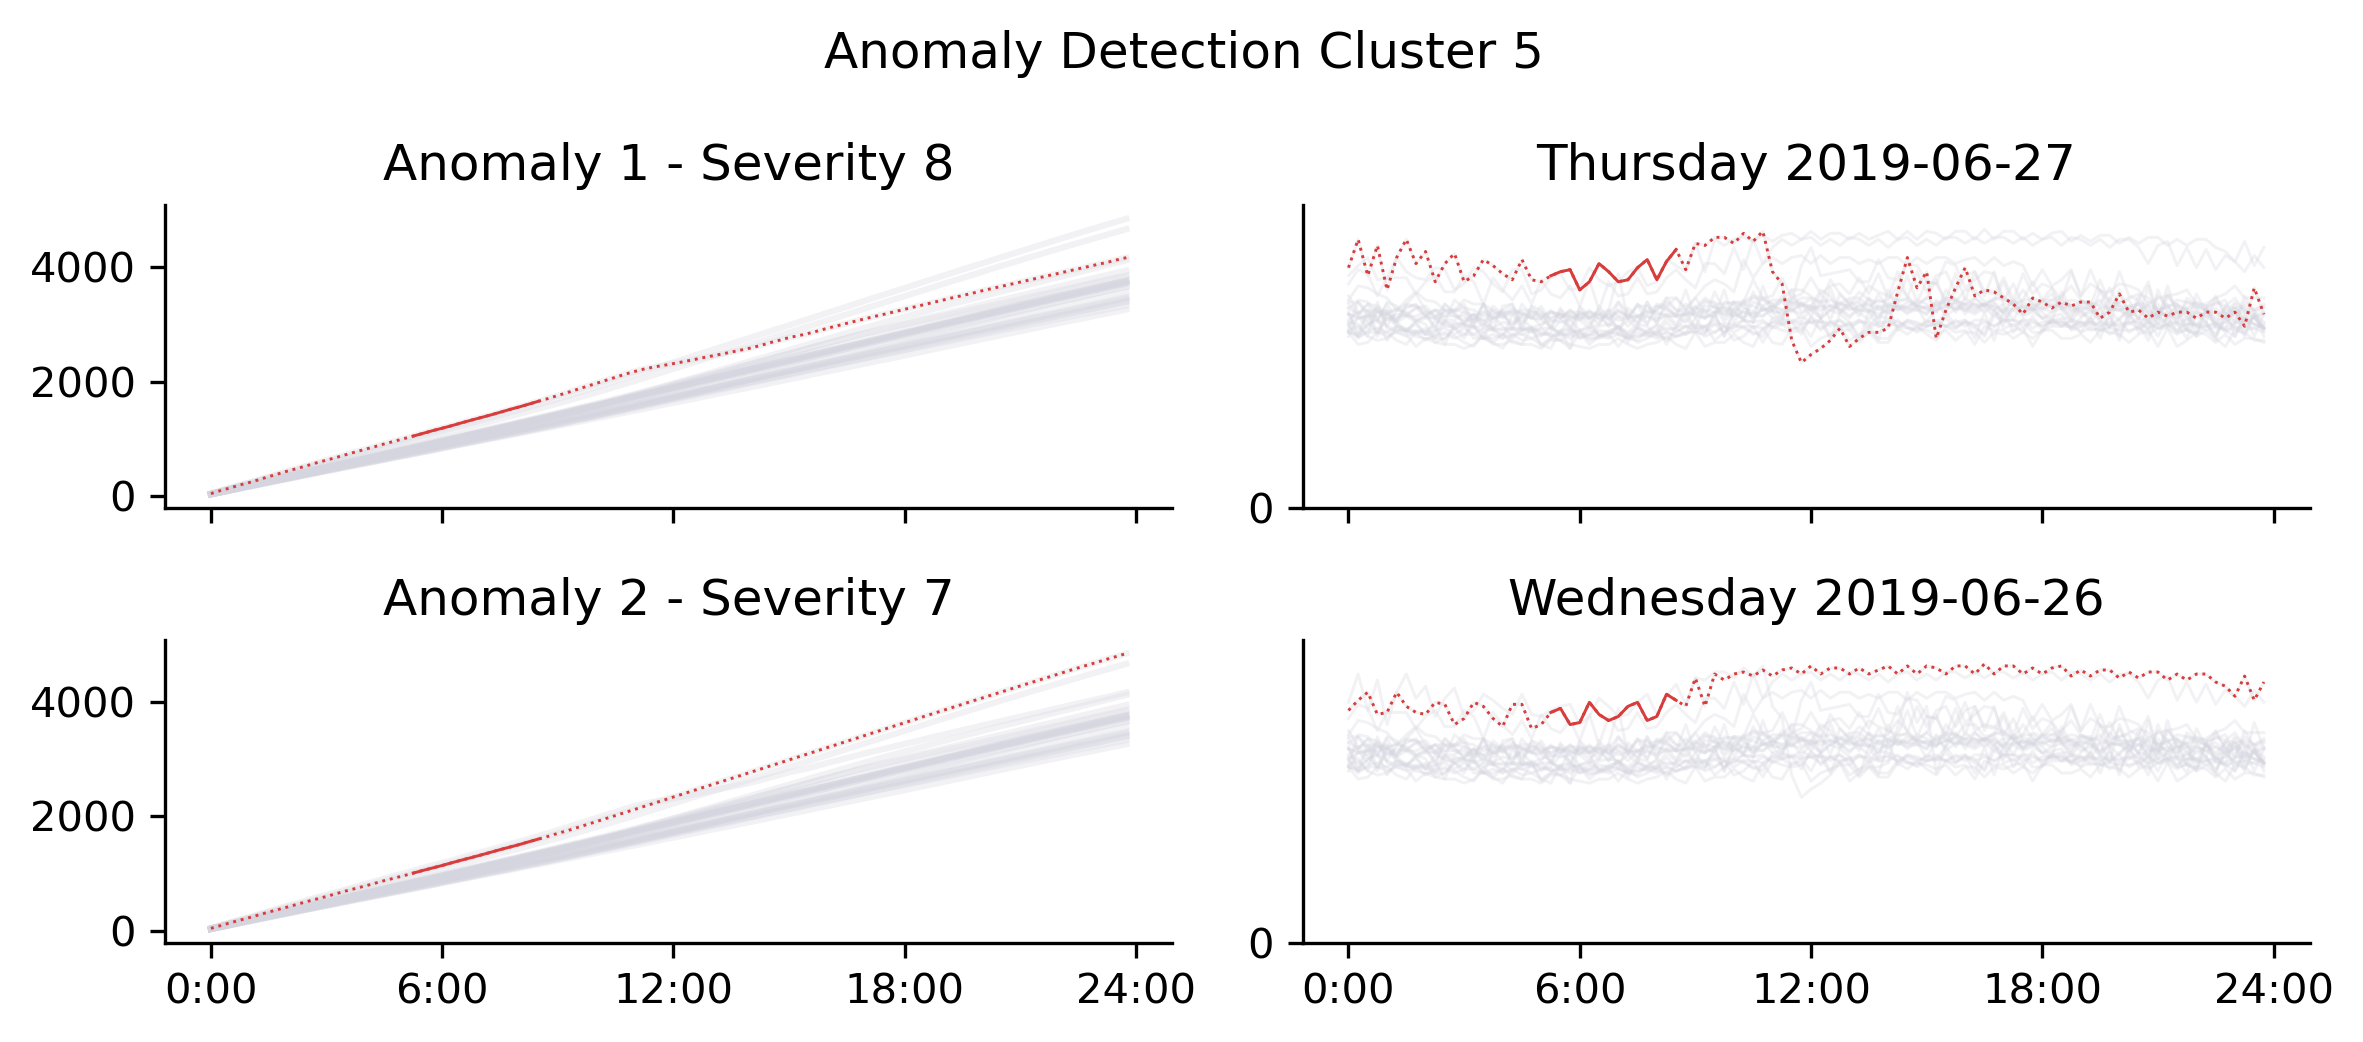 Anomaly Detection Cluster 5
Anomaly 1 - Severity 8
Thursday 2019-06-27
4000
2000
0
0
Anomaly 2 - Severity 7
Wednesday 2019-06-26
4000
2000
0
0
0:00 6:00 12:00 18:00 24:00
0:00 6:00 12:00 18:00 24:00